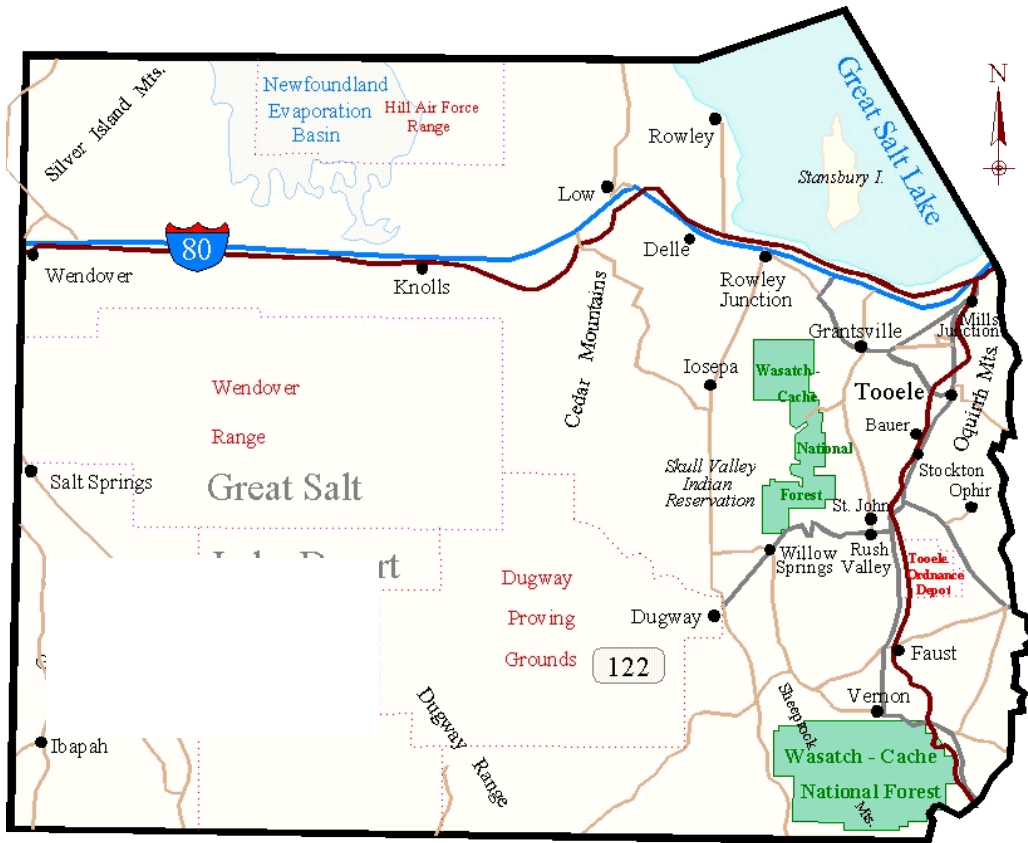 N
Silver Island Mts.
Newfoundland
Evaporation
Basin
Hill Air Force
Range
Great Salt Lake
Rowley
Stansbury I.
Low
80
Delle
Wendover
Knolls
Rowley
Junction
Mills
Junction
Grantsville
Cedar Mountains
Iosepa
Wasatch -
Cache
National
Forest
Tooele
Oquirrh Mts.
Wendover
Range
Bauer
Stockton
Salt Springs
Great Salt
Skull Valley
Indian
Reservation
Ophir
St. John
Rush
Valley
Willow
Springs
Tooele
Ordnance
Depot
Dugway
Proving
Grounds
Dugway
122
Faust
Vernon
Dugway Range
Sheeprock
Mts.
Ibapah
Wasatch - Cache
National Forest